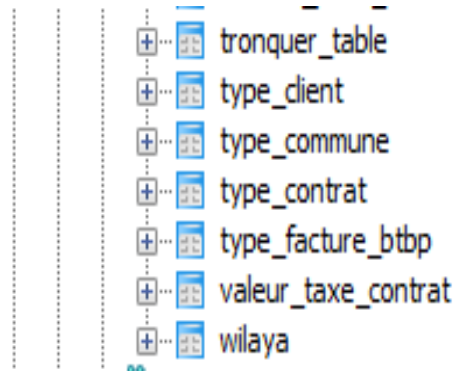 tronquer_table
type_client
type_commune
type_contrat
type_facture_btbp
valeur_taxe_contrat
wilaya